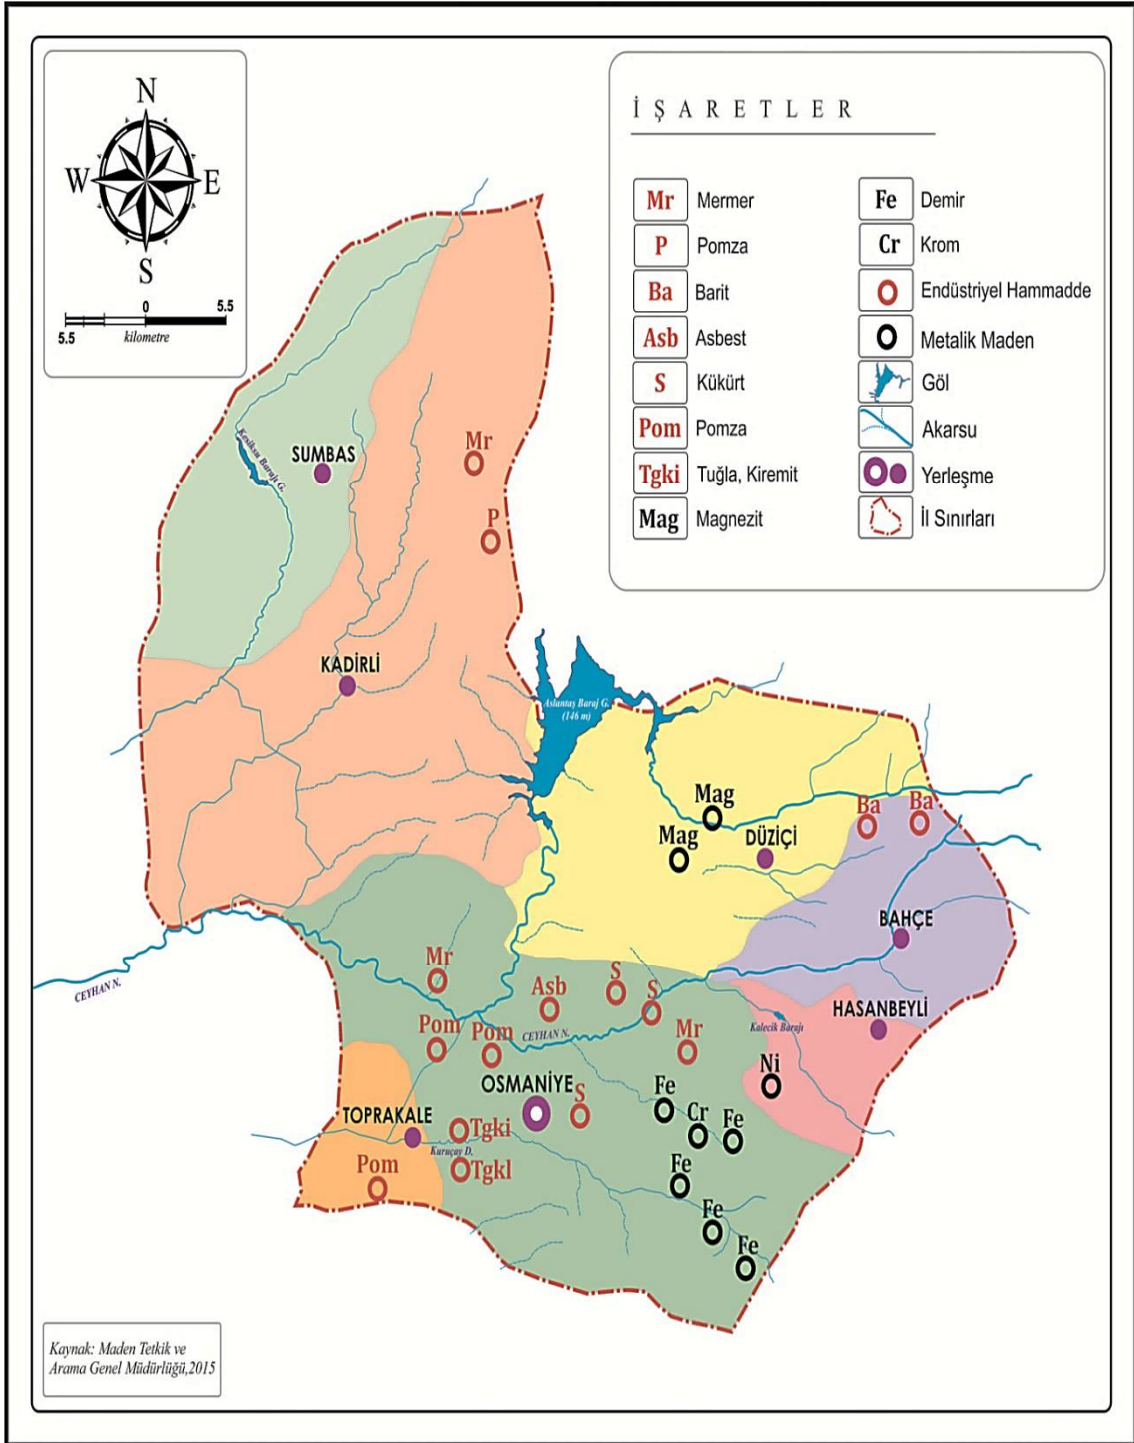 N
W E
S
0 5.5
5.5 kilometre
İŞARETLER
Mr Mermer
P Pomza
Ba Barit
Asb Asbest
S Kükürt
Pom Pomza
Tgki Tuğla, Kiremit
Mag Magnezit
Fe Demir
Cr Krom
Endüstriyel Hammadde
Metalik Maden
Göl
Akarsu
Yerleşme
İl Sınırları
Mr
Kesiksu Barajı G.
SUMBAS
P
KADİRLİ
Aslantaş Baraj G.
(146 m)
Mag
Ba Ba
Mag
DÜZİÇİ
BAHÇE
Mr
S
Asb
S
CEYHAN N.
HASANBEYLİ
Kalecik Barajı
Pom
Pom
CEYHAN N.
Mr
Ni
OSMANİYE
S
Fe
Cr
Fe
TOPRAKALE
Tgki
Kuruçay D.
Tgkl
Pom
Fe
Fe
Fe
Kaynak: Maden Tetkik ve
Arama Genel Müdürlüğü,2015